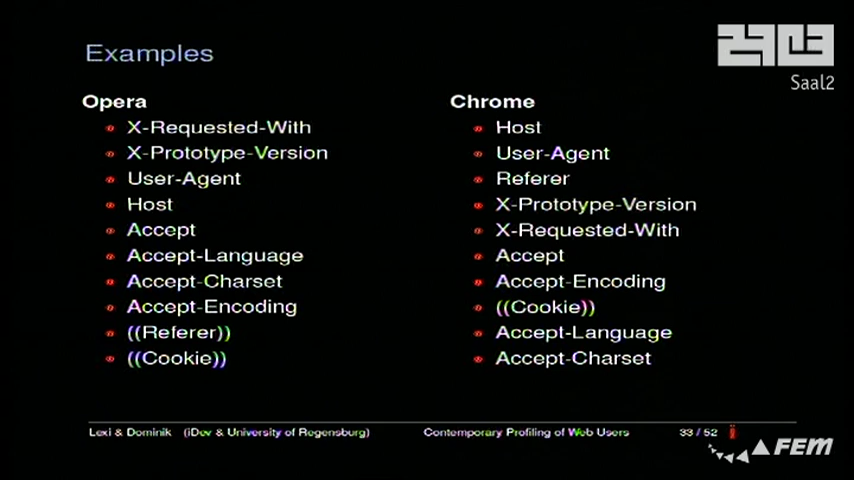 Examples
Saal2
Opera
X-Requested-With
X-Prototype-Version
User-Agent
Host
Accept
Accept-Language
Accept-Charset
Accept-Encoding
((Referer))
((Cookie))
Chrome
Host
User-Agent
Referer
X-Prototype-Version
X-Requested-With
Accept
Accept-Encoding
((Cookie))
Accept-Language
Accept-Charset
Lexi & Dominik (iDev & University of Regensburg) Contemporary Profiling of Web Users 33 / 52
FEM